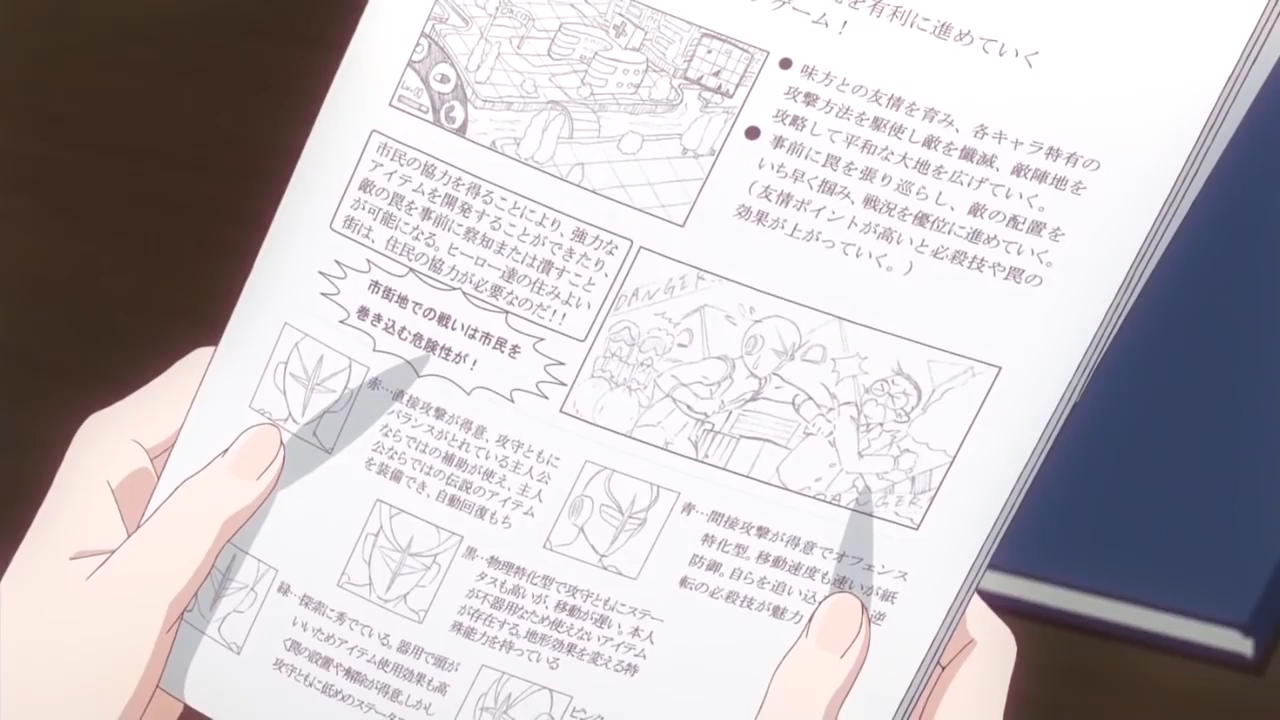 を有利に進めていく
ゲーム！
● 味方との友情を育み、各キャラ特有の
攻撃方法を駆使し敵を殲滅、敵陣地を
攻略して平和な大地を広げていく。
● 事前に罠を張り巡らし、敵の配置を
いち早く掴み、戦況を優位に進めていく。
(友情ポイントが高いと必殺技や罠の
効果が上がっていく。)
市民の協力を得ることにより、強力な
アイテムを開発することができたり、
敵の罠を事前に察知または潰すこと
が可能になる。ヒーロー達の住みよい
街は、住民の協力が必要なのだ!!
市街地での戦いは市民を
巻き込む危険性が！
DANGER
DANGER
赤…直接攻撃が得意、攻守ともに
バランスがとれている主人公
ならではの補助が使え、主人
公ならではの伝説のアイテム
を装備でき、自動回復もち
青…間接攻撃が得意でオフェンス
特化型。移動速度も速いが紙
防御。自らを追い込
逆
転の必殺技が魅力
黒…物理特化型で攻守ともにステー
タスも高いが、移動が遅い。本人
が不器用なため使えないアイテム
が存在する。地形効果を変える特
殊能力を持っている
緑…探索に秀でている。器用で頭が
いいためアイテム使用効果も高
く罠の設置や解除が得意。しかし
攻守ともに低めのステータス
ピンク